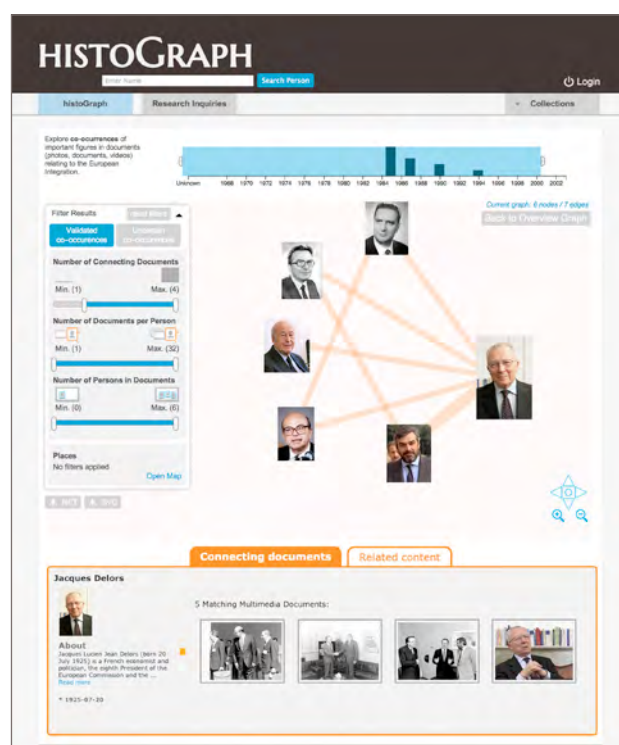 HISTOGRAPH
Enter Name
Search Person
Login
histoGraph
Research Inquiries
Collections
Explore co-ocurrences of
important figures in documents
(photos, documents, videos)
relating to the European
Integration.
Unknown 1968 1970 1972 1974 1976 1978 1980 1982 1984 1986 1988 1990 1992 1994 1996 1998 2000 2002
Current graph: 6 nodes / 7 edges
Back to Overview Graph
Filter Results
Validated
co-occurences
Uncertain
co-occurences
Number of Connecting Documents
Min. (1) Max. (4)
Number of Documents per Person
Min. (1) Max. (32)
Number of Persons in Documents
Min. (0) Max. (6)
Places
No filters applied
Open Map
SVG
Connecting documents
Related content
Jacques Delors
5 Matching Multimedia Documents:
About
Jacques Lucien Jean Delors (born 20
July 1925) is a French economist and
politician, the eighth President of the
European Commission and the ...
Read more
* 1925-07-20